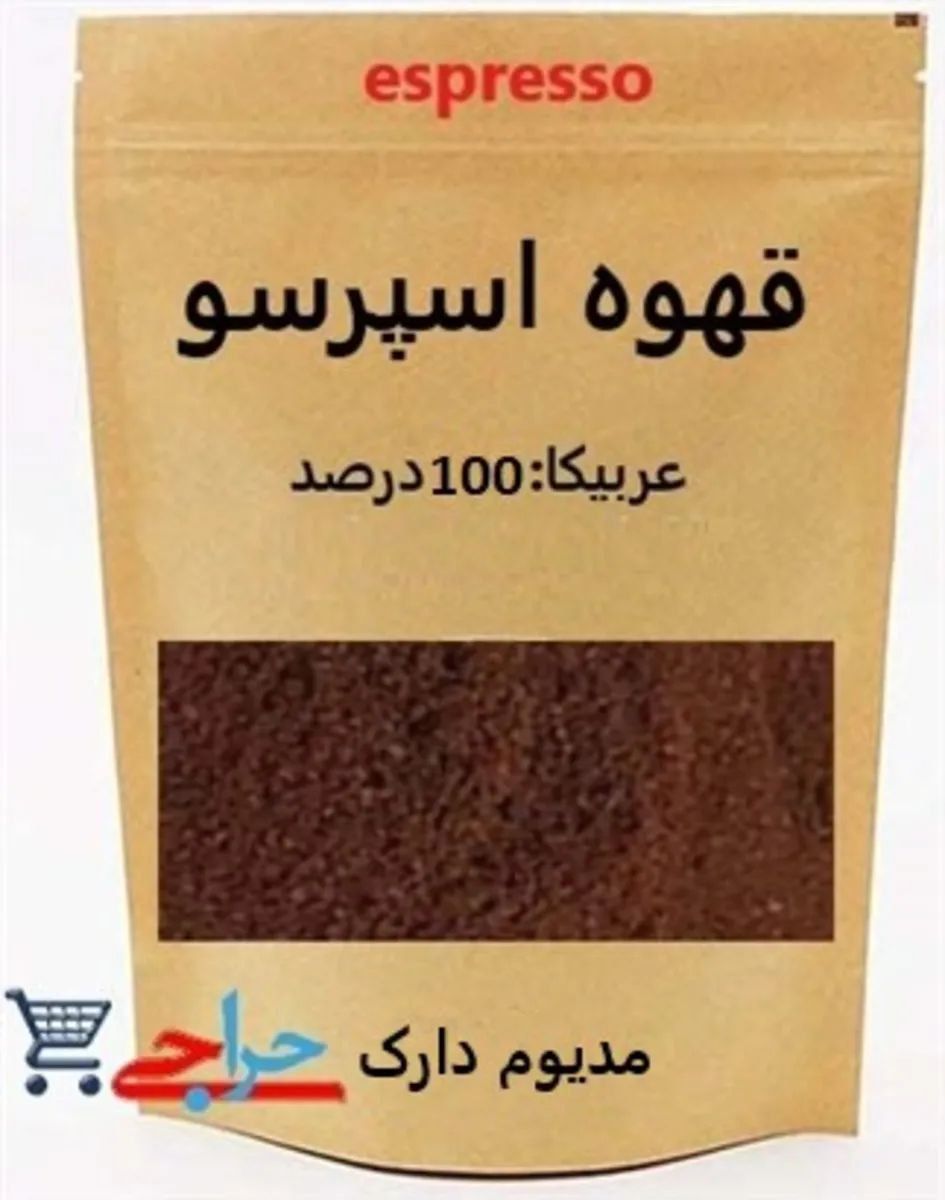 espresso
قهوه اسپرسو
عربیکا:100درصد
مدیوم دارک
حراجی